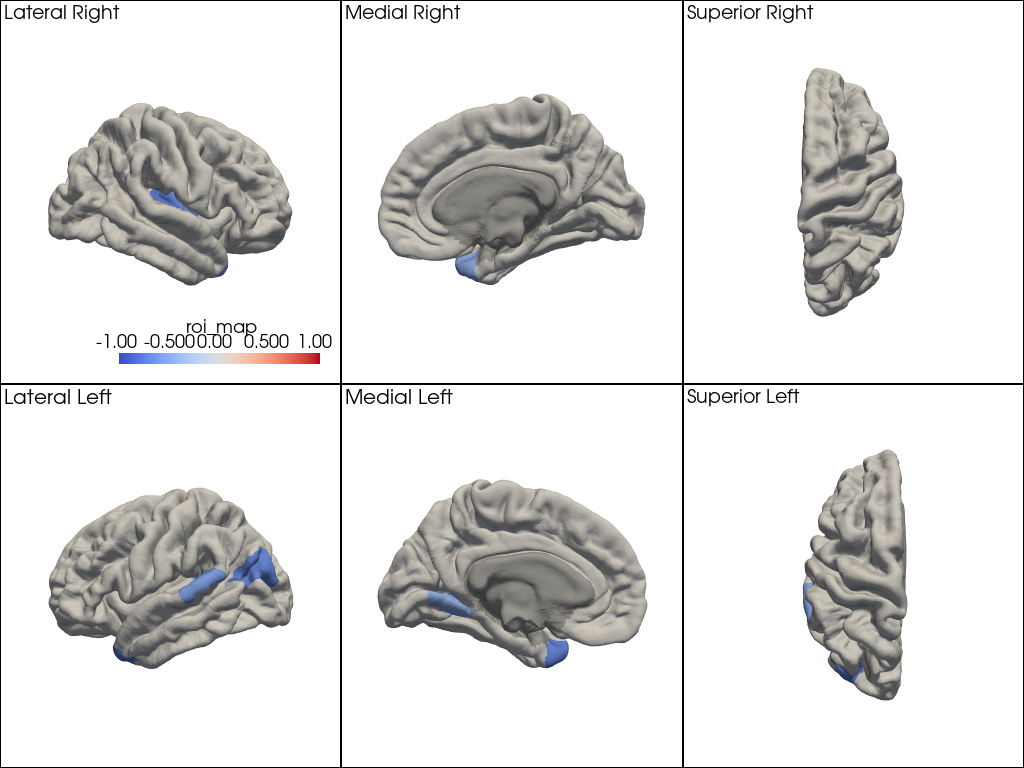 Lateral Right
Medial Right
Superior Right
roi_map
-1.00 -0.500 0.00 0.500 1.00
Lateral Left
Medial Left
Superior Left